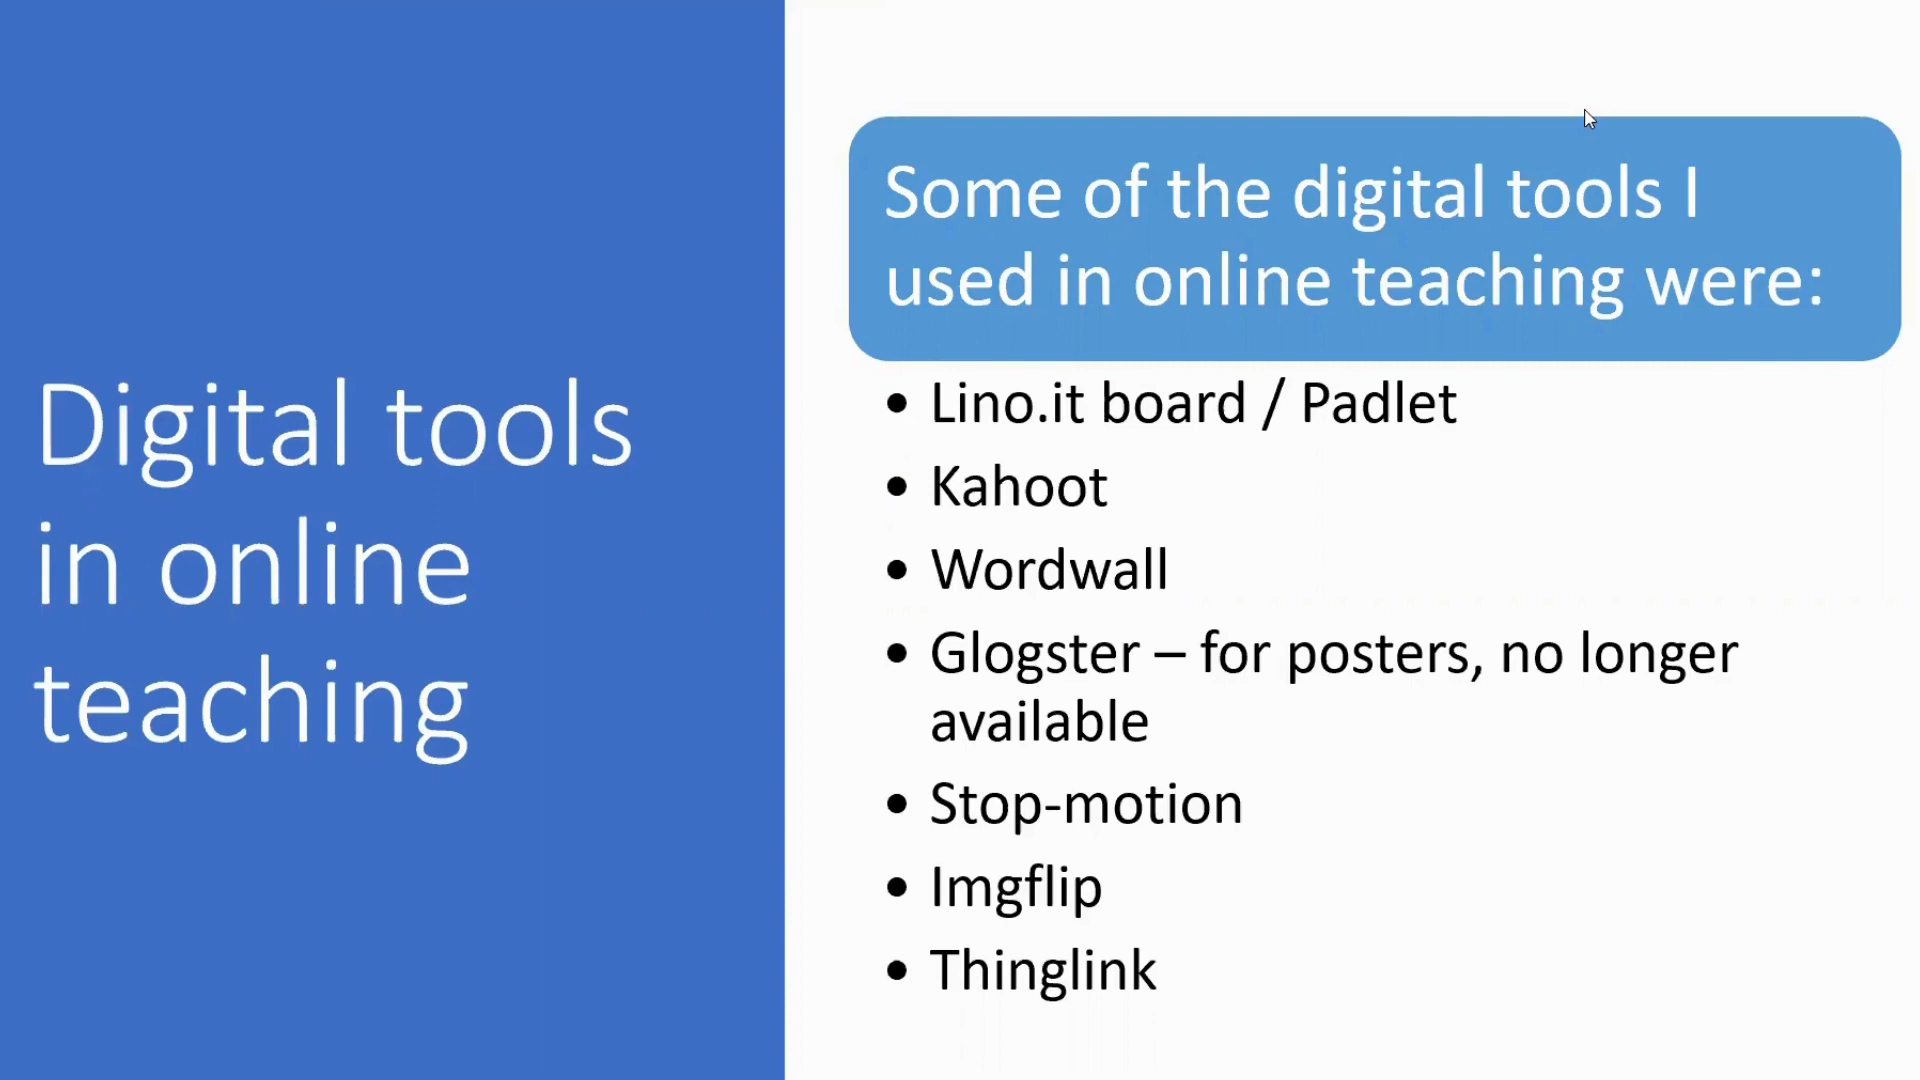 Digital tools
in online
teaching
Some of the digital tools I
used in online teaching were:
• Lino.it board / Padlet
• Kahoot
• Wordwall
• Glogster – for posters, no longer
available
• Stop-motion
• Imgflip
• Thinglink